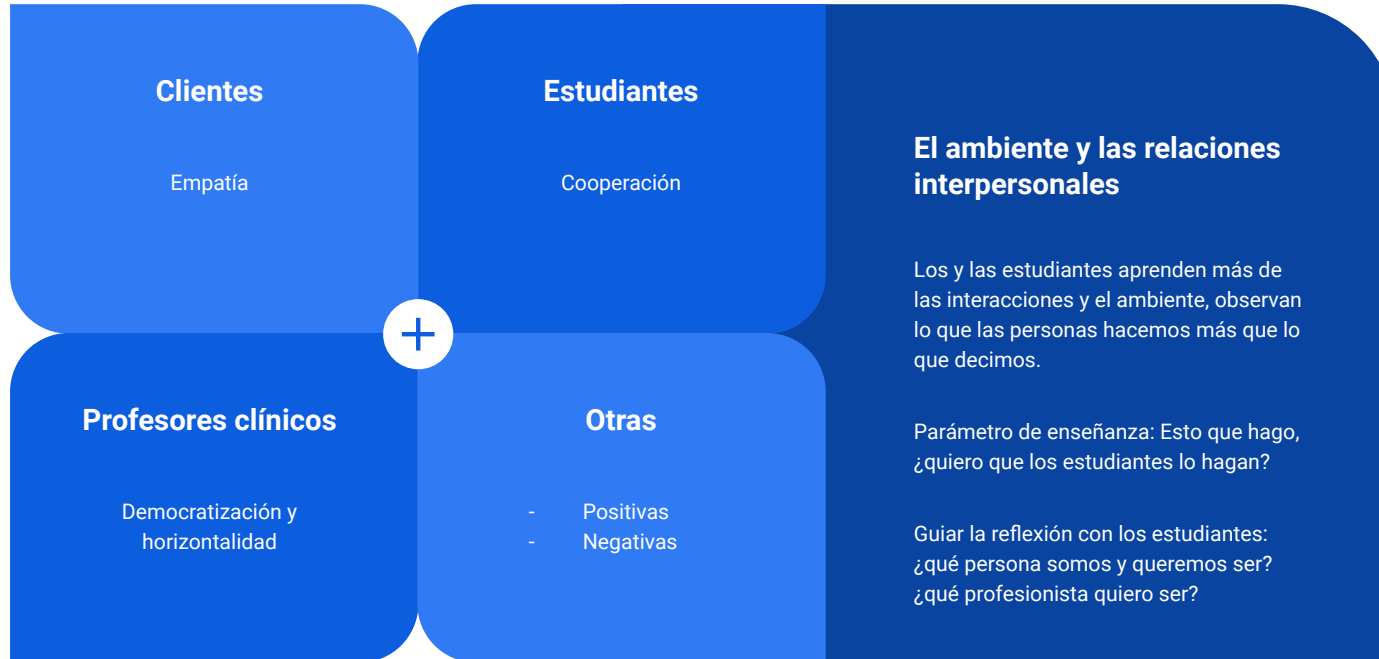 Clientes
Empatía
Estudiantes
Cooperación
Profesores clínicos
Democratización y
horizontalidad
Otras
- Positivas
- Negativas
El ambiente y las relaciones
interpersonales
Los y las estudiantes aprenden más de
las interacciones y el ambiente, observan
lo que las personas hacemos más que lo
que decimos.
Parámetro de enseñanza: Esto que hago,
¿quiero que los estudiantes lo hagan?
Guiar la reflexión con los estudiantes:
¿qué persona somos y queremos ser?
¿qué profesionista quiero ser?